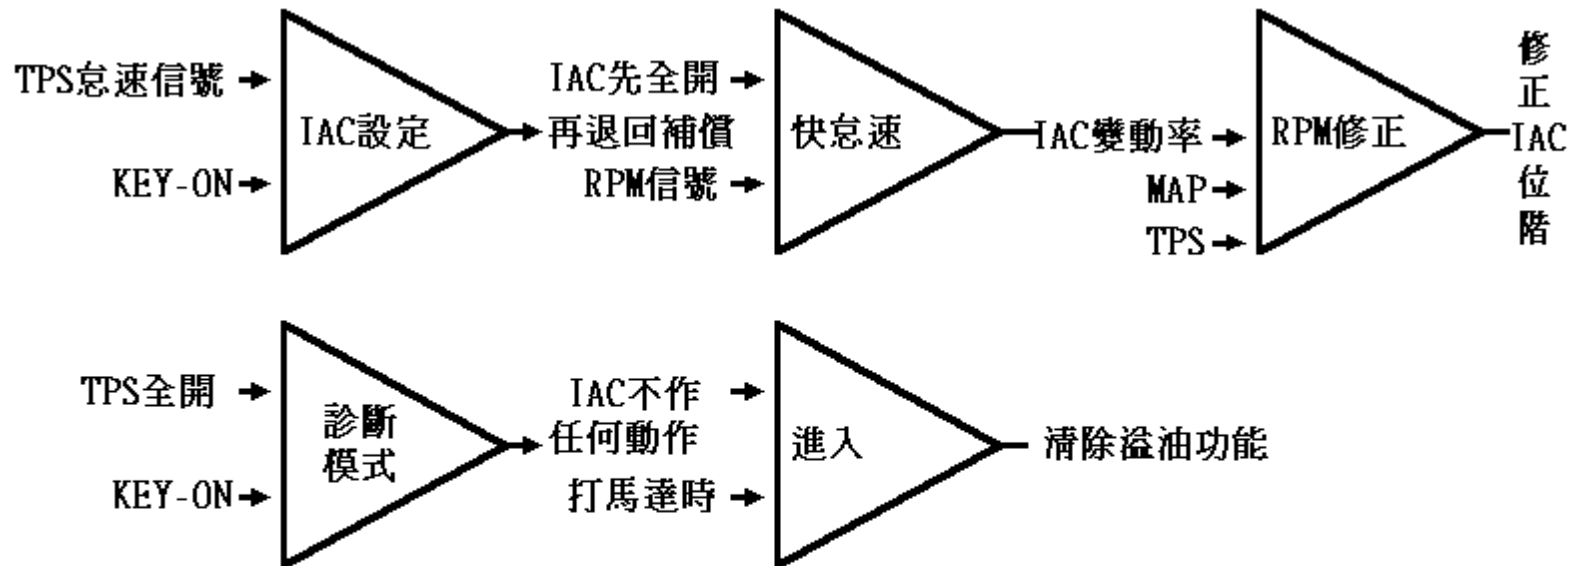 TPS怠速信號
KEY-ON
IAC設定
IAC先全開
再退回補償
RPM信號
快怠速
IAC變動率
MAP
TPS
RPM修正
修
正
IAC
位
階
TPS全開
KEY-ON
診斷
模式
IAC不作
任何動作
打馬達時
進入
清除溢油功能